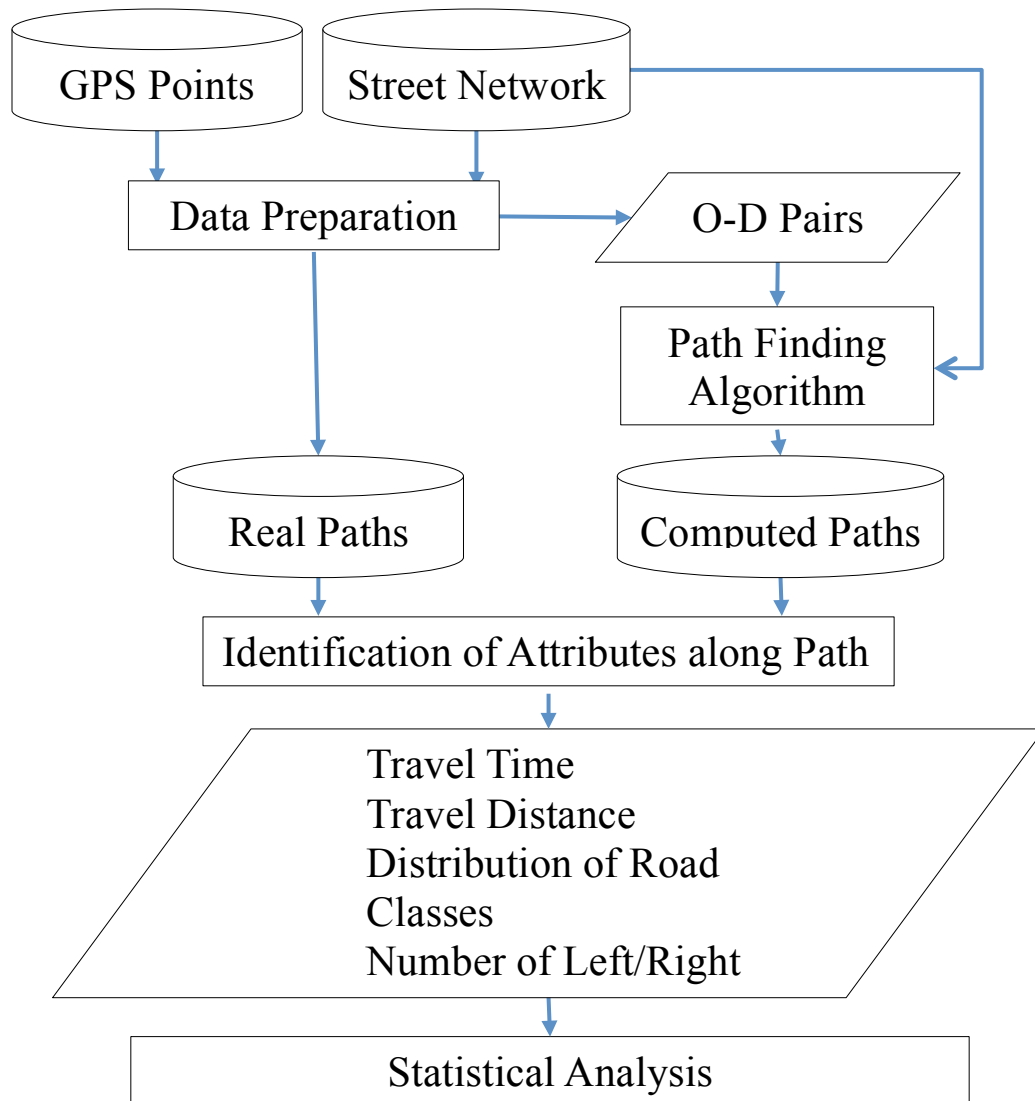 GPS Points
Street Network
Data Preparation
O-D Pairs
Path Finding
Algorithm
Real Paths
Computed Paths
Identification of Attributes along Path
Travel Time
Travel Distance
Distribution of Road
Classes
Number of Left/Right
Statistical Analysis